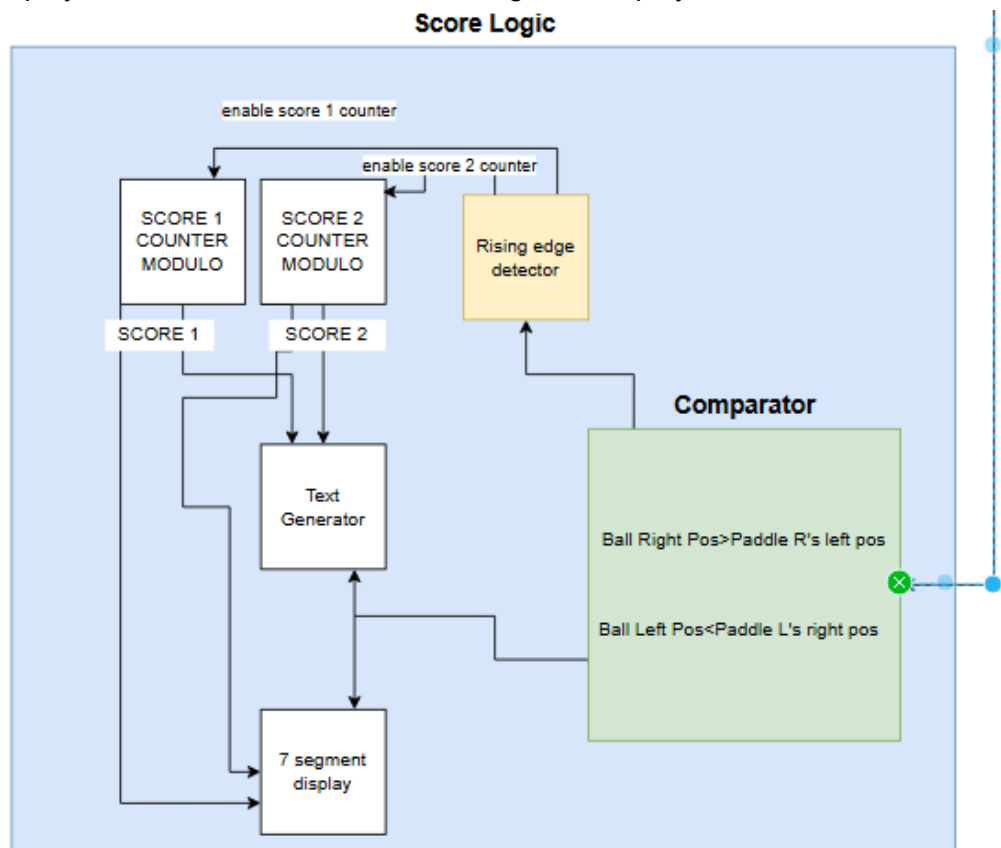 Score Logic
enable score 1 counter
enable score 2 counter
SCORE 1
COUNTER
MODULO
SCORE 2
COUNTER
MODULO
Rising edge
detector
SCORE 1
SCORE 2
Comparator
Text
Generator
Ball Right Pos>Paddle R's left pos
Ball Left Pos<Paddle L's right pos
7 segment
display